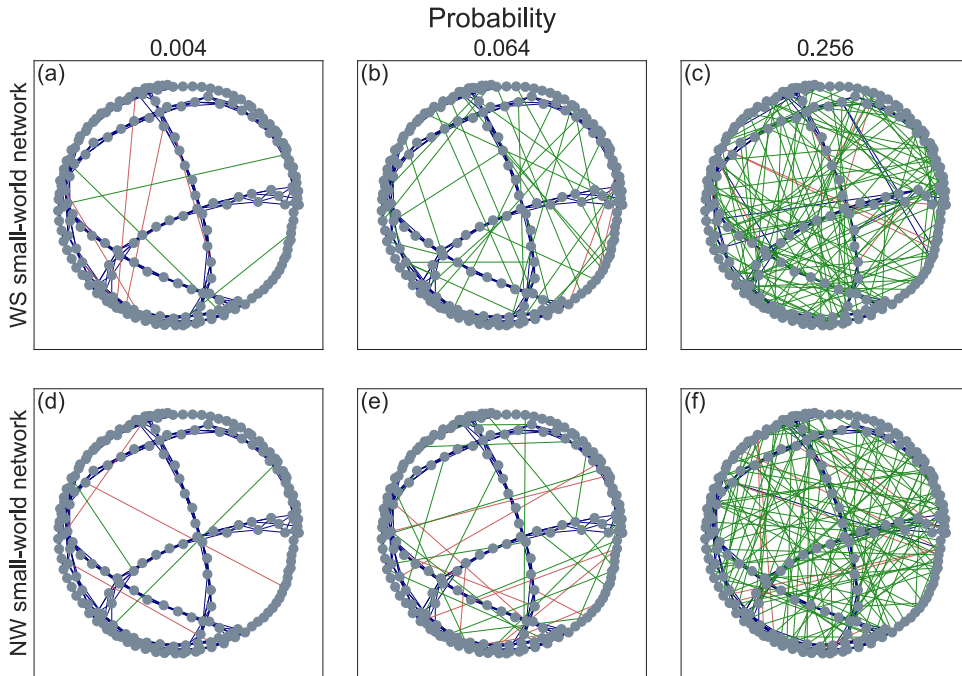 Probability
0.004 0.064 0.256
WS small-world network
(a) (b) (c)
NW small-world network
(d) (e) (f)